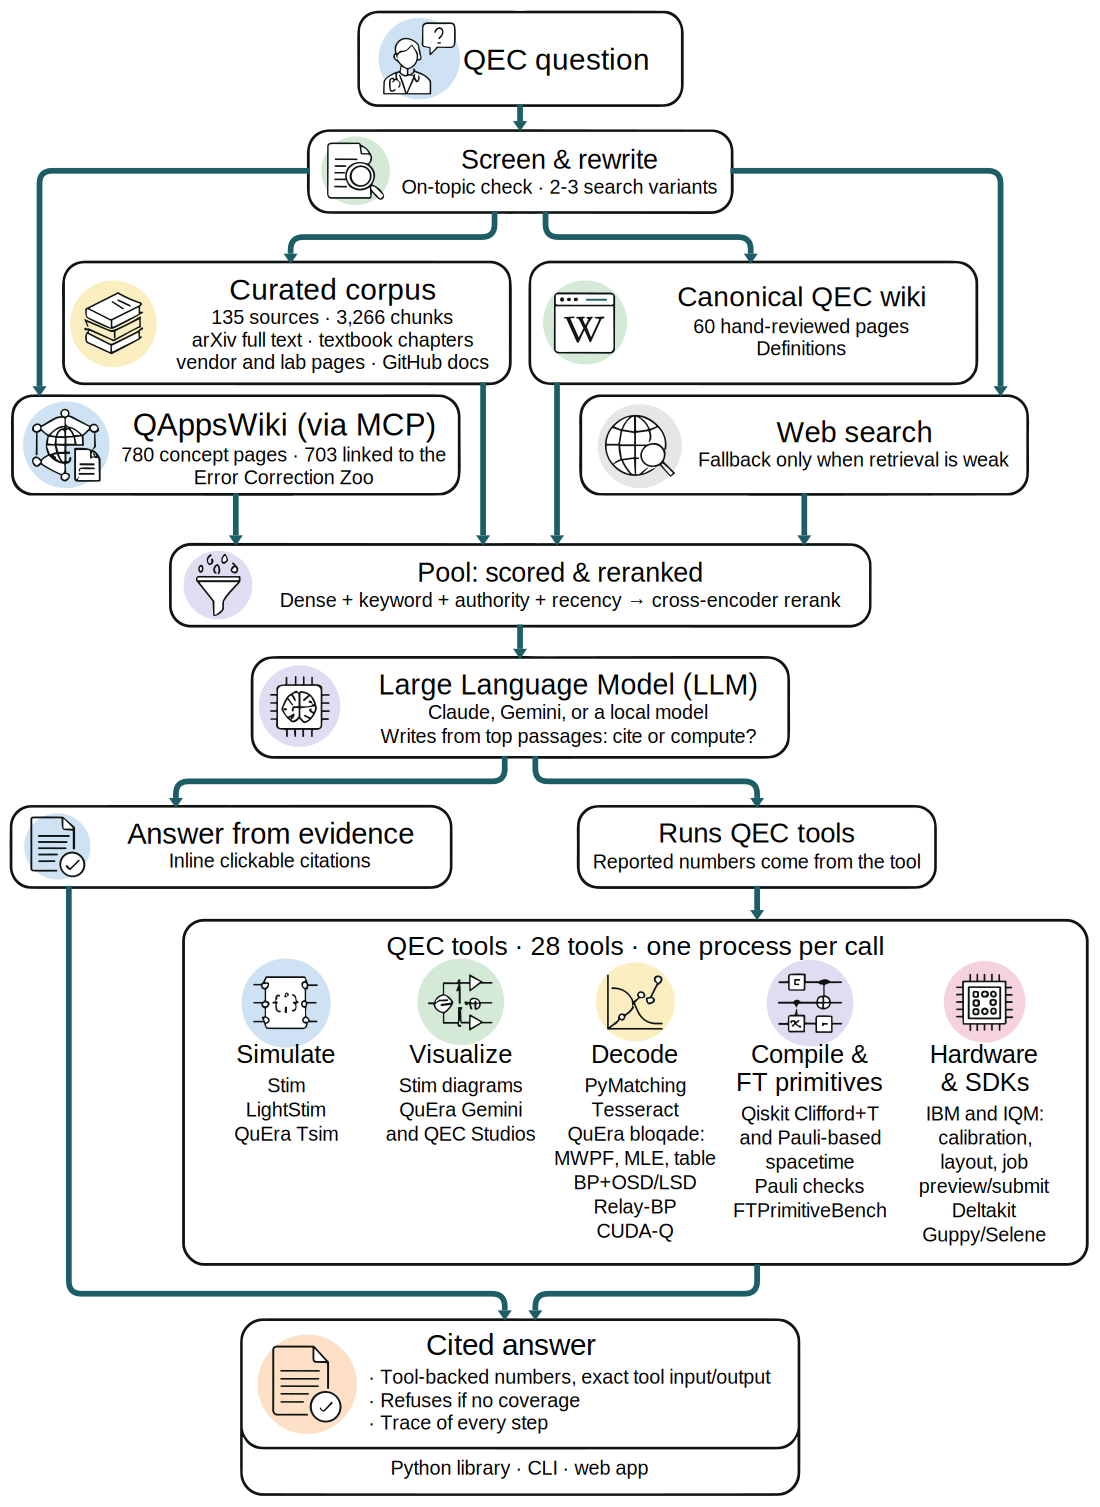 ?
QEC question
Screen & rewrite
On-topic check · 2-3 search variants
Curated corpus
135 sources · 3,266 chunks
arXiv full text · textbook chapters
vendor and lab pages · GitHub docs
W
Canonical QEC wiki
60 hand-reviewed pages
Definitions
QAppsWiki (via MCP)
780 concept pages · 703 linked to the
Error Correction Zoo
Web search
Fallback only when retrieval is weak
Pool: scored & reranked
Dense + keyword + authority + recency → cross-encoder rerank
Large Language Model (LLM)
Claude, Gemini, or a local model
Writes from top passages: cite or compute?
Answer from evidence
Inline clickable citations
Runs QEC tools
Reported numbers come from the tool
QEC tools · 28 tools · one process per call
Simulate
Stim
LightStim
QuEra Tsim
Visualize
Stim diagrams
QuEra Gemini
and QEC Studios
Decode
PyMatching
Tesseract
QuEra bloqade:
MWPF, MLE, table
BP+OSD/LSD
Relay-BP
CUDA-Q
Compile &
FT primitives
Qiskit Clifford+T
and Pauli-based
spacetime
Pauli checks
FTPrimitiveBench
Hardware
& SDKs
IBM and IQM:
calibration,
layout, job
preview/submit
Deltakit
Guppy/Selene
Cited answer
· Tool-backed numbers, exact tool input/output
· Refuses if no coverage
· Trace of every step
Python library · CLI · web app